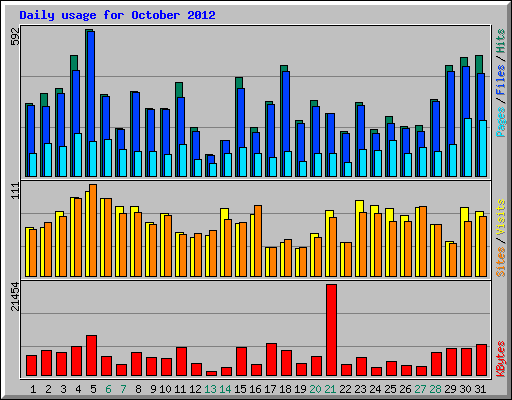 Daily usage for October 2012
592
Pages / Files / Hits
111
Sites / Visits
21454
KBytes
1 2 3 4 5 6 7 8 9 10 11 12 13 14 15 16 17 18 19 20 21 22 23 24 25 26 27 28 29 30 31